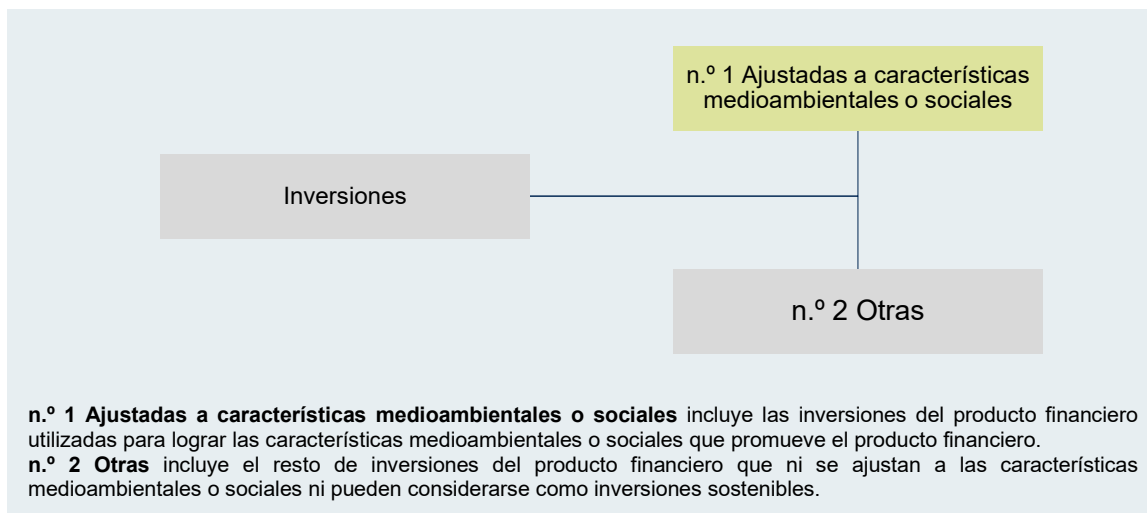 n.º 1 Ajustadas a características
medioambientales o sociales
Inversiones
n.º 2 Otras
n.º 1 Ajustadas a características medioambientales o sociales incluye las inversiones del producto financiero
utilizadas para lograr las características medioambientales o sociales que promueve el producto financiero.
n.º 2 Otras incluye el resto de inversiones del producto financiero que ni se ajustan a las características
medioambientales o sociales ni pueden considerarse como inversiones sostenibles.